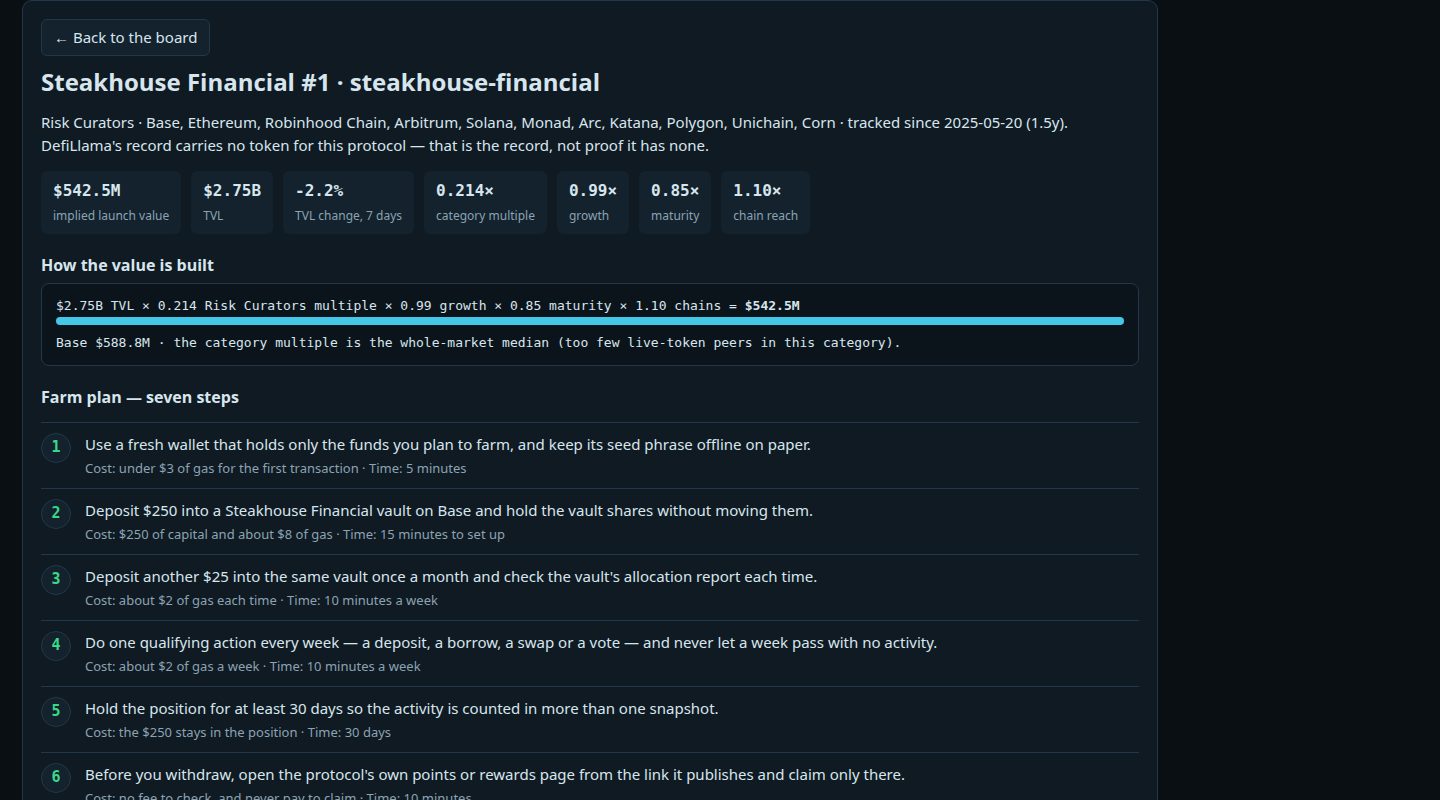 ← Back to the board
Steakhouse Financial #1 · steakhouse-financial
Risk Curators · Base, Ethereum, Robinhood Chain, Arbitrum, Solana, Monad, Arc, Katana, Polygon, Unichain, Corn · tracked since 2025-05-20 (1.5y).
DefiLlama's record carries no token for this protocol — that is the record, not proof it has none.
$542.5M
implied launch value
$2.75B
TVL
-2.2%
TVL change, 7 days
0.214×
category multiple
0.99×
growth
0.85×
maturity
1.10×
chain reach
How the value is built
$2.75B TVL × 0.214 Risk Curators multiple × 0.99 growth × 0.85 maturity × 1.10 chains = $542.5M
Base $588.8M · the category multiple is the whole-market median (too few live-token peers in this category).
Farm plan — seven steps
1
Use a fresh wallet that holds only the funds you plan to farm, and keep its seed phrase offline on paper.
Cost: under $3 of gas for the first transaction · Time: 5 minutes
2
Deposit $250 into a Steakhouse Financial vault on Base and hold the vault shares without moving them.
Cost: $250 of capital and about $8 of gas · Time: 15 minutes to set up
3
Deposit another $25 into the same vault once a month and check the vault's allocation report each time.
Cost: about $2 of gas each time · Time: 10 minutes a week
4
Do one qualifying action every week — a deposit, a borrow, a swap or a vote — and never let a week pass with no activity.
Cost: about $2 of gas a week · Time: 10 minutes a week
5
Hold the position for at least 30 days so the activity is counted in more than one snapshot.
Cost: the $250 stays in the position · Time: 30 days
6
Before you withdraw, open the protocol's own points or rewards page from the link it publishes and claim only there.
Cost: no fee to check, and never pay to claim · Time: 10 minutes